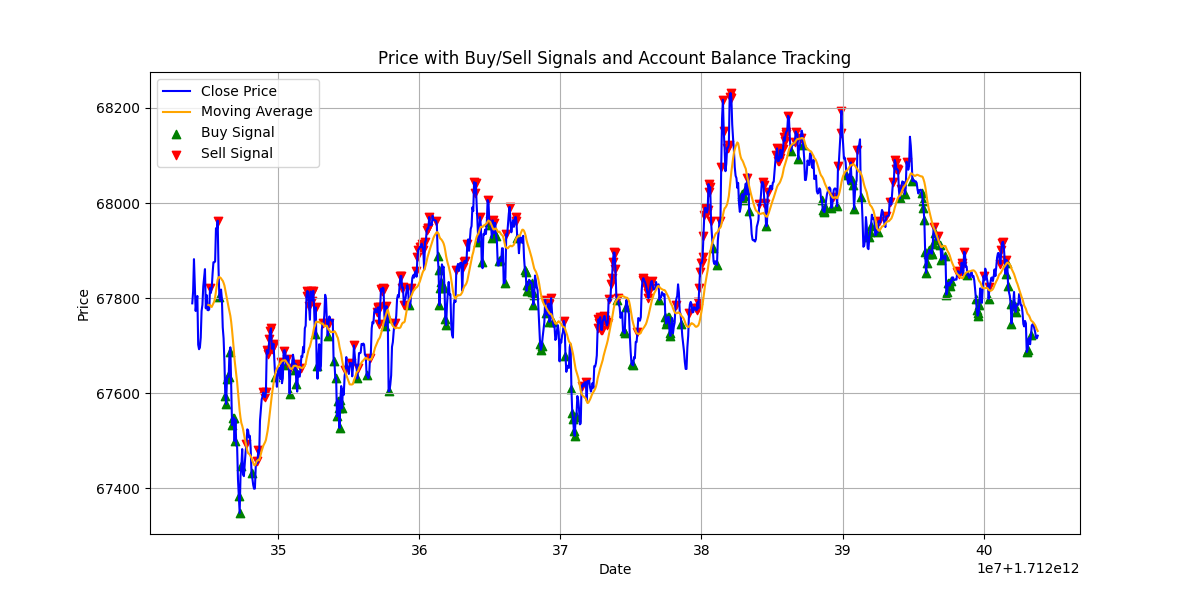 Price with Buy/Sell Signals and Account Balance Tracking
Close Price
Moving Average
Buy Signal
Sell Signal
68200
68000
67800
67600
67400
Price
35 36 37 38 39 40
Date
1e7+1.712e12